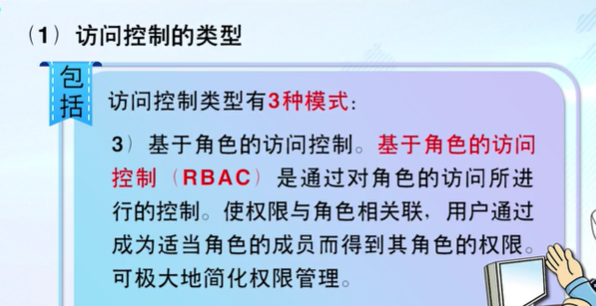 （1）访问控制的类型
包括
访问控制类型有3种模式：
3）基于角色的访问控制。基于角色的访问
控制（RBAC）是通过对角色的访问所进
行的控制。使权限与角色相关联，用户通过
成为适当角色的成员而得到其角色的权限。
可极大地简化权限管理。